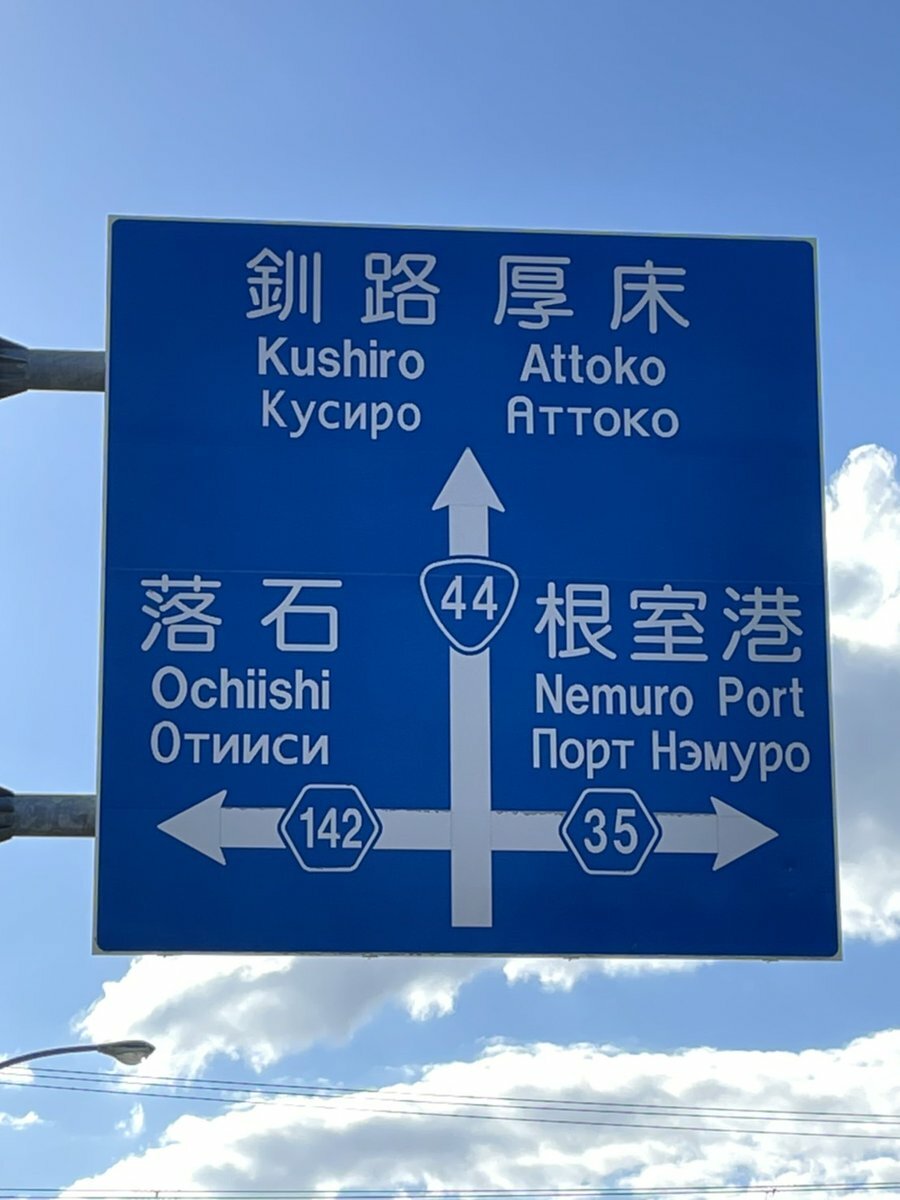 釧路 厚床
Kushiro Attoko
Кусиро Аттоко
44
落石 根室港
Ochiishi Nemuro Port
Отииси Порт Нэмуро
142 35